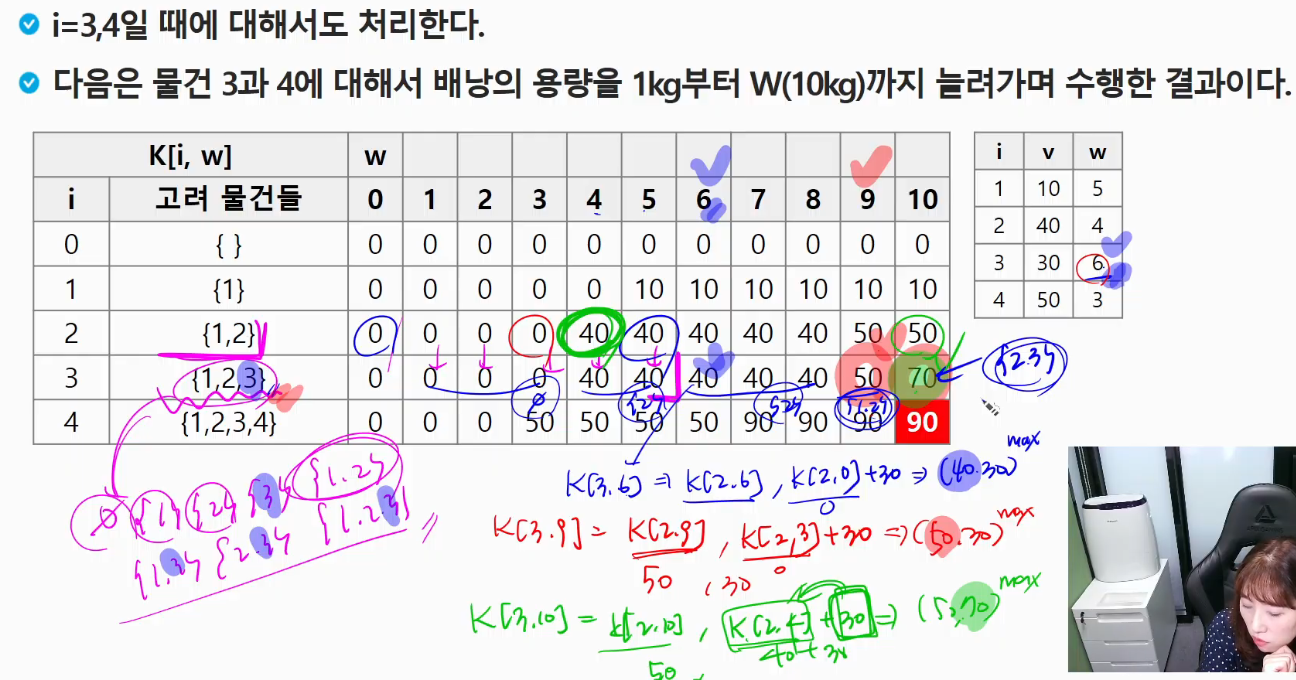 i=3,4일 때에 대해서도 처리한다.
다음은 물건 3과 4에 대해서 배낭의 용량을 1kg부터 W(10kg)까지 늘려가며 수행한 결과이다.
K[i, w] w
i 고려 물건들 0 1 2 3 4 5 6 7 8 9 10
0 { } 0 0 0 0 0 0 0 0 0 0 0
1 {1} 0 0 0 0 0 10 10 10 10 10 10
2 {1,2} 0 0 0 0 40 40 40 40 40 50 50
3 {1,2,3} 0 0 0 0 40 40 40 40 40 50 70
4 {1,2,3,4} 0 0 0 50 50 50 50 90 90 90 90
i v w
1 10 5
2 40 4
3 30 6
4 50 3
{2.3}
∅ {2} {2} {1.2}
∅ {1} {2} {3} {1.2}
{1.3} {2.3} {1.2.3}
K[3.6] ⇒ K[2.6], K[2.0]+30 ⇒ (40.30) max
0
K[3.9] = K[2.9], K[2,3]+30 ⇒ (50.30) max
50 , 30 0
K[3.10] = K[2.10], K[2.4]+30 ⇒ (50,70) max
50 40+30